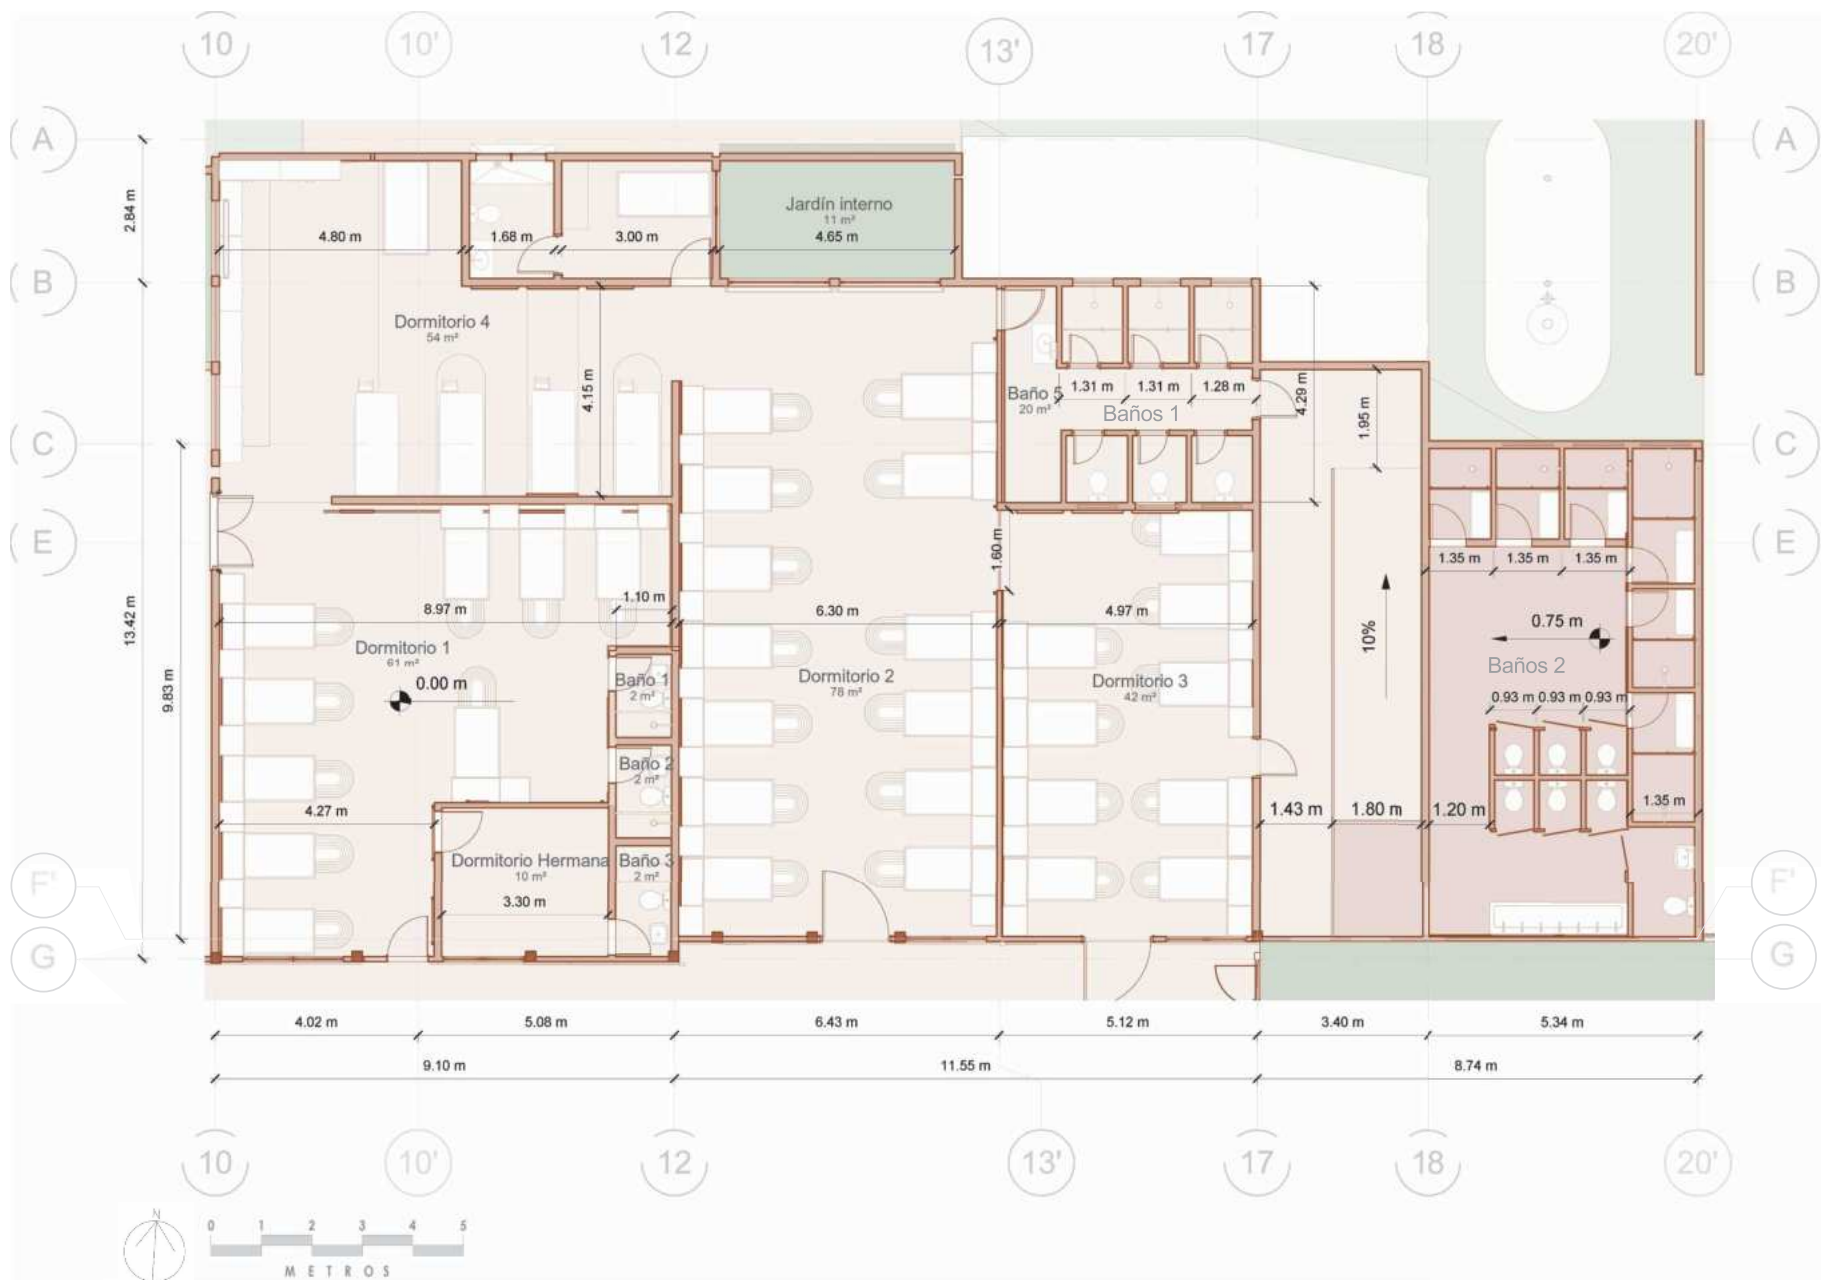 10 10' 12 13' 17 18 20'
A A
2.84 m
Jardín interno
11 m²
4.80 m 1.68 m 3.00 m 4.65 m
B B
Dormitorio 4
54 m²
4.15 m
Baño 5
20 m²
1.31 m 1.31 m 1.28 m
Baños 1
4.29 m
1.95 m
C C
E E
1.60 m
1.35 m 1.35 m 1.35 m
8.97 m 1.10 m 6.30 m 4.97 m
13.42 m
9.83 m
10%
0.75 m
Baños 2
Dormitorio 1
61 m²
0.00 m
Baño 1
2 m²
Dormitorio 2
78 m²
Dormitorio 3
42 m²
0.93 m 0.93 m 0.93 m
Baño 2
2 m²
4.27 m
1.43 m 1.80 m 1.20 m 1.35 m
Dormitorio Hermana
10 m²
Baño 3
2 m²
3.30 m
F' F'
G G
4.02 m 5.08 m 6.43 m 5.12 m 3.40 m 5.34 m
9.10 m 11.55 m 8.74 m
10 10' 12 13' 17 18 20'
N
0 1 2 3 4 5
METROS